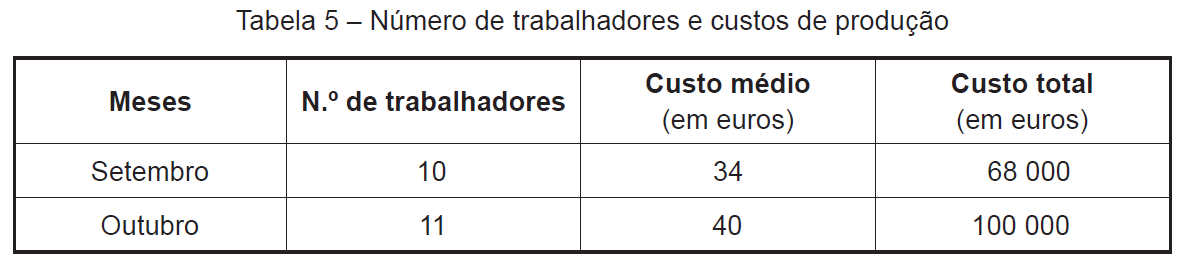 Tabela 5 – Número de trabalhadores e custos de produção
Meses N.º de trabalhadores Custo médio (em euros) Custo total (em euros)
Setembro 10 34 68 000
Outubro 11 40 100 000